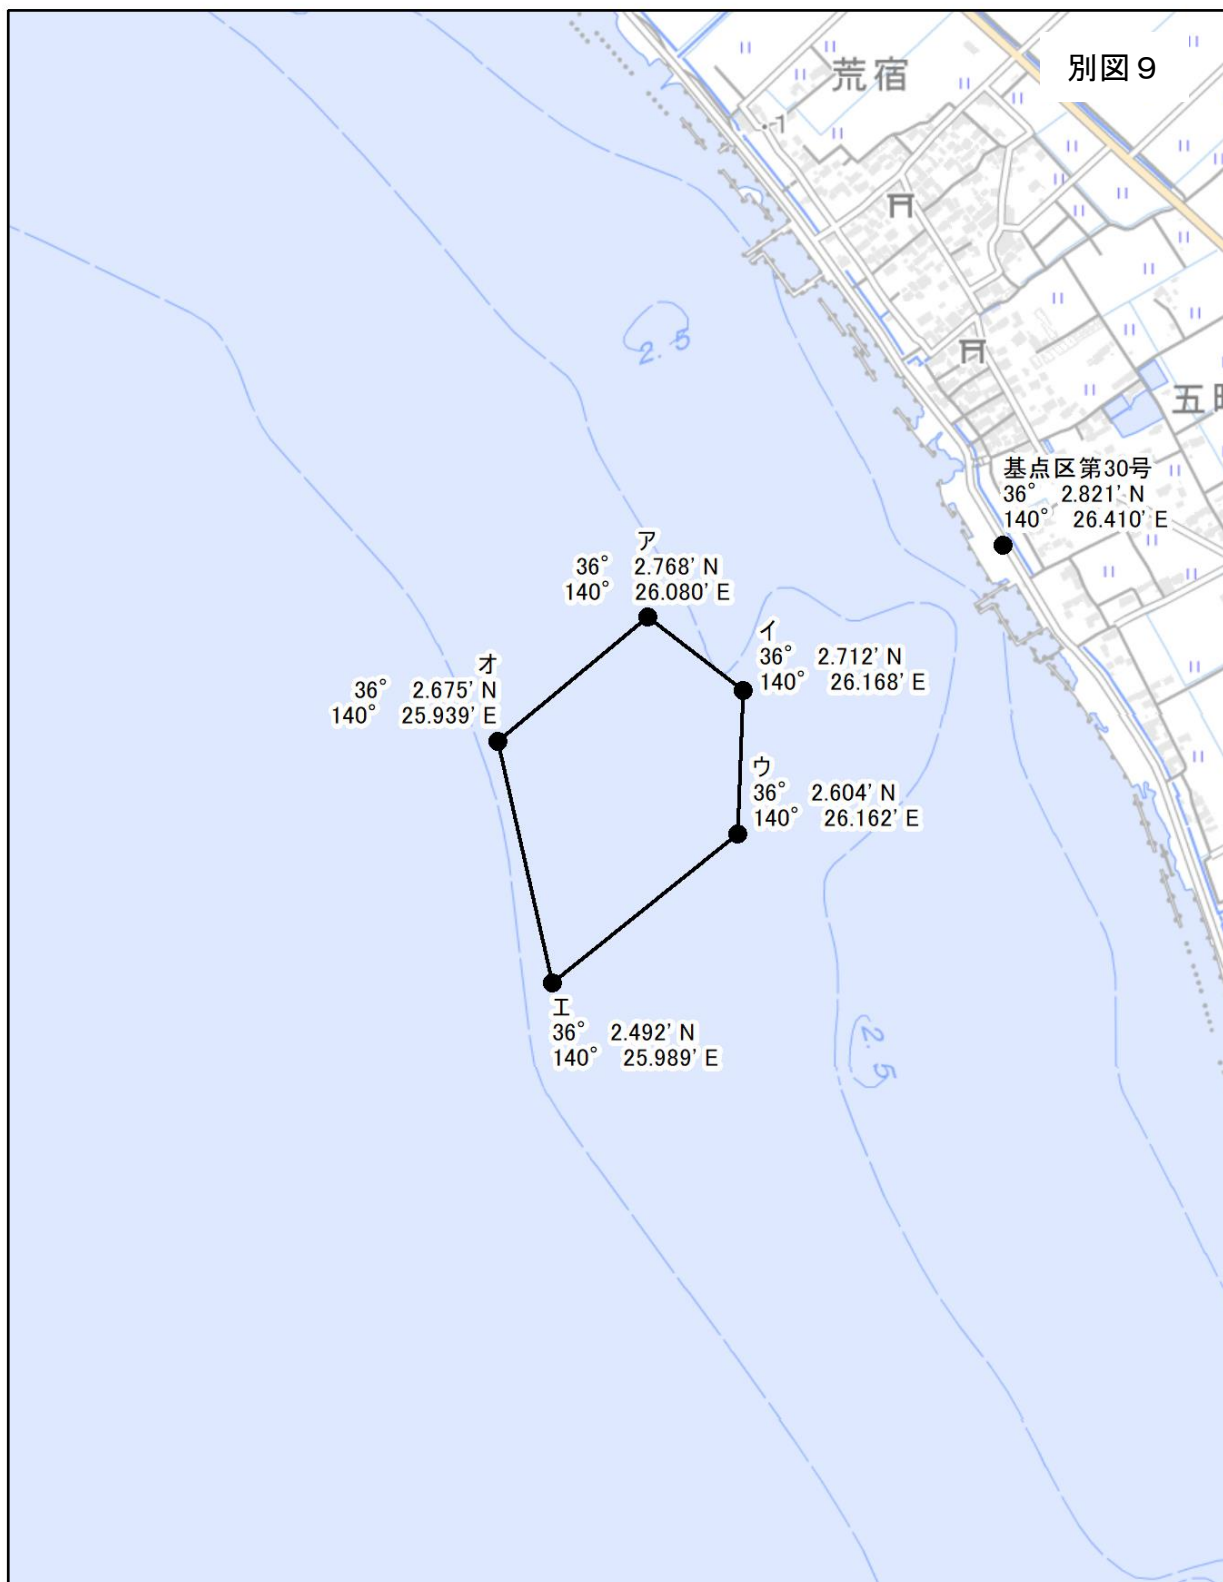 別図９
荒宿
・1
2.5
五
基点区第30号
36° 2.821' N
140° 26.410' E
ア
36° 2.768' N
140° 26.080' E
イ
36° 2.712' N
140° 26.168' E
オ
36° 2.675' N
140° 25.939' E
ウ
36° 2.604' N
140° 26.162' E
エ
36° 2.492' N
140° 25.989' E
2.5